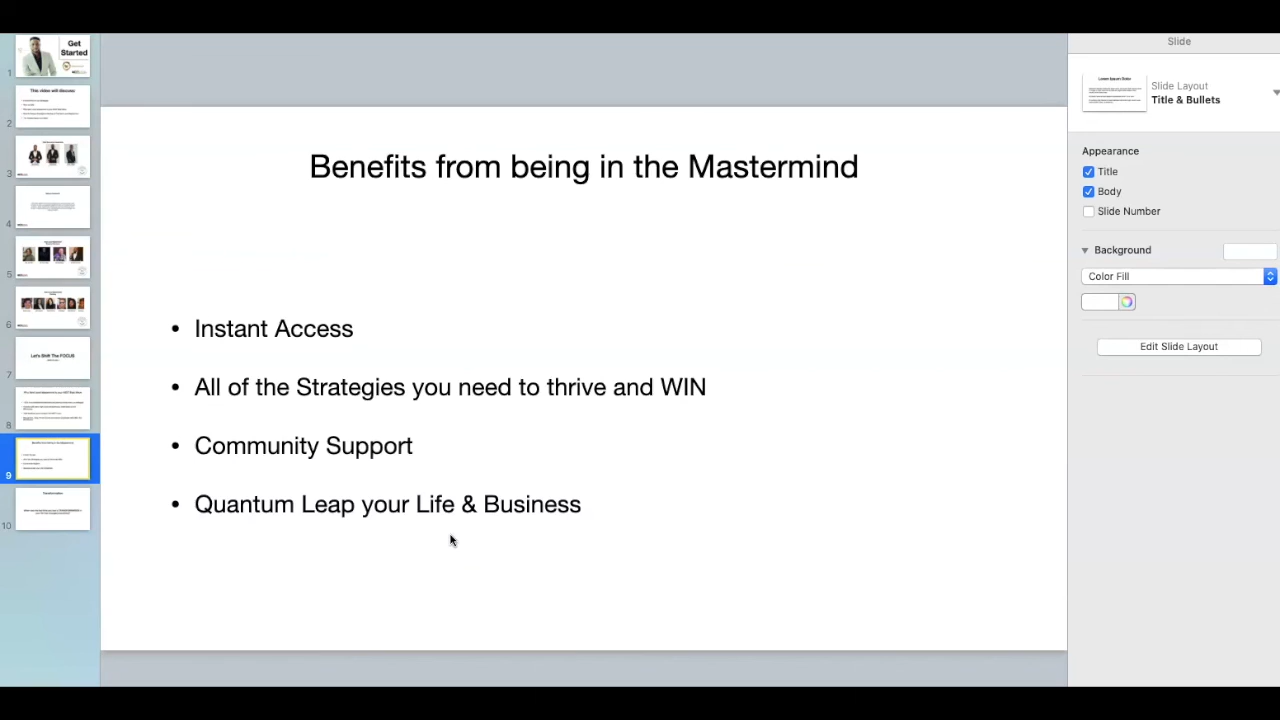 Get
Started
1
This video will discuss:
2
3
4
5
6
Let's Shift The FOCUS
7
8
9
10
Benefits from being in the Mastermind
• Instant Access
• All of the Strategies you need to thrive and WIN
• Community Support
• Quantum Leap your Life & Business
Slide
Slide Layout
Title & Bullets
Appearance
Title
Body
Slide Number
Background
Color Fill
Edit Slide Layout